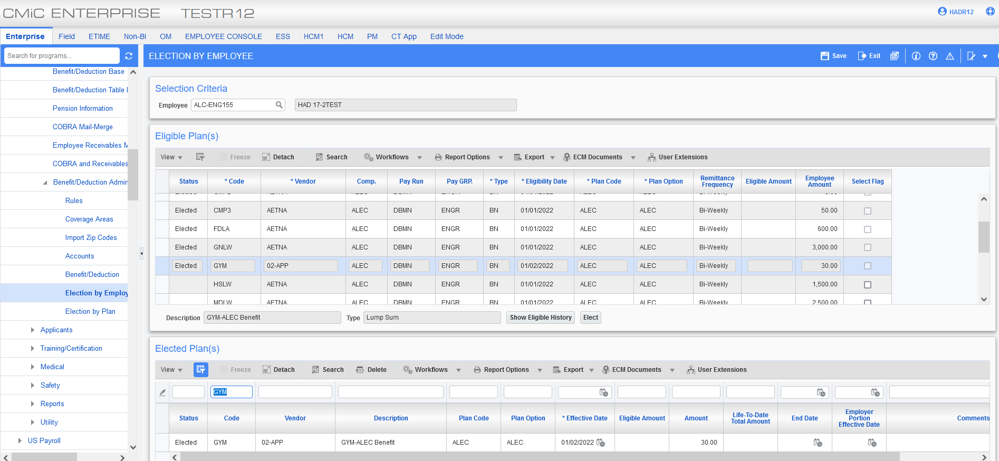 CMiC ENTERPRISE TESTR12
HADR12
Enterprise Field ETIME Non-BI OM EMPLOYEE CONSOLE ESS HCM1 HCM PM CT App Edit Mode
Search for programs...
ELECTION BY EMPLOYEE
Save Exit
Benefit/Deduction Base
Benefit/Deduction Table
Pension Information
COBRA Mail-Merge
Employee Receivables
COBRA and Receivables
Benefit/Deduction Admin
Rules
Coverage Areas
Import Zip Codes
Accounts
Benefit/Deduction
Election by Employ
Election by Plan
Applicants
Training/Certification
Medical
Safety
Reports
Utility
US Payroll
Selection Criteria
Employee ALC-ENG155 HAD 17-2TEST
Eligible Plan(s)
View Freeze Detach Search Workflows Report Options Export ECM Documents User Extensions
Status * Code * Vendor Comp. Pay Run Pay GRP. * Type * Eligibility Date * Plan Code * Plan Option Remittance Frequency Eligible Amount Employee Amount Select Flag
Elected CMP3 AETNA ALEC DBMN ENGR BN 01/01/2022 ALEC ALEC Bi-Weekly 50.00
Elected FDLA AETNA ALEC DBMN ENGR BN 01/01/2022 ALEC ALEC Bi-Weekly 600.00
Elected GNLW AETNA ALEC DBMN ENGR BN 01/01/2022 ALEC ALEC Bi-Weekly 3,000.00
Elected GYM 02-APP ALEC DBMN ENGR BN 01/02/2022 ALEC ALEC Bi-Weekly 30.00
HSLW AETNA ALEC DBMN ENGR BN 01/01/2022 ALEC ALEC Bi-Weekly 1,500.00
MDLW AETNA ALEC DBMN ENGR BN 01/01/2022 ALEC ALEC Bi-Weekly 2,500.00
Description GYM-ALEC Benefit Type Lump Sum Show Eligible History Elect
Elected Plan(s)
View Freeze Detach Search Delete Workflows Report Options Export ECM Documents User Extensions
GYM
Status Code Vendor Description Plan Code Plan Option * Effective Date Eligible Amount Amount Life-To-Date Total Amount End Date Employer Portion Effective Date Comments
Elected GYM 02-APP GYM-ALEC Benefit ALEC ALEC 01/02/2022 30.00